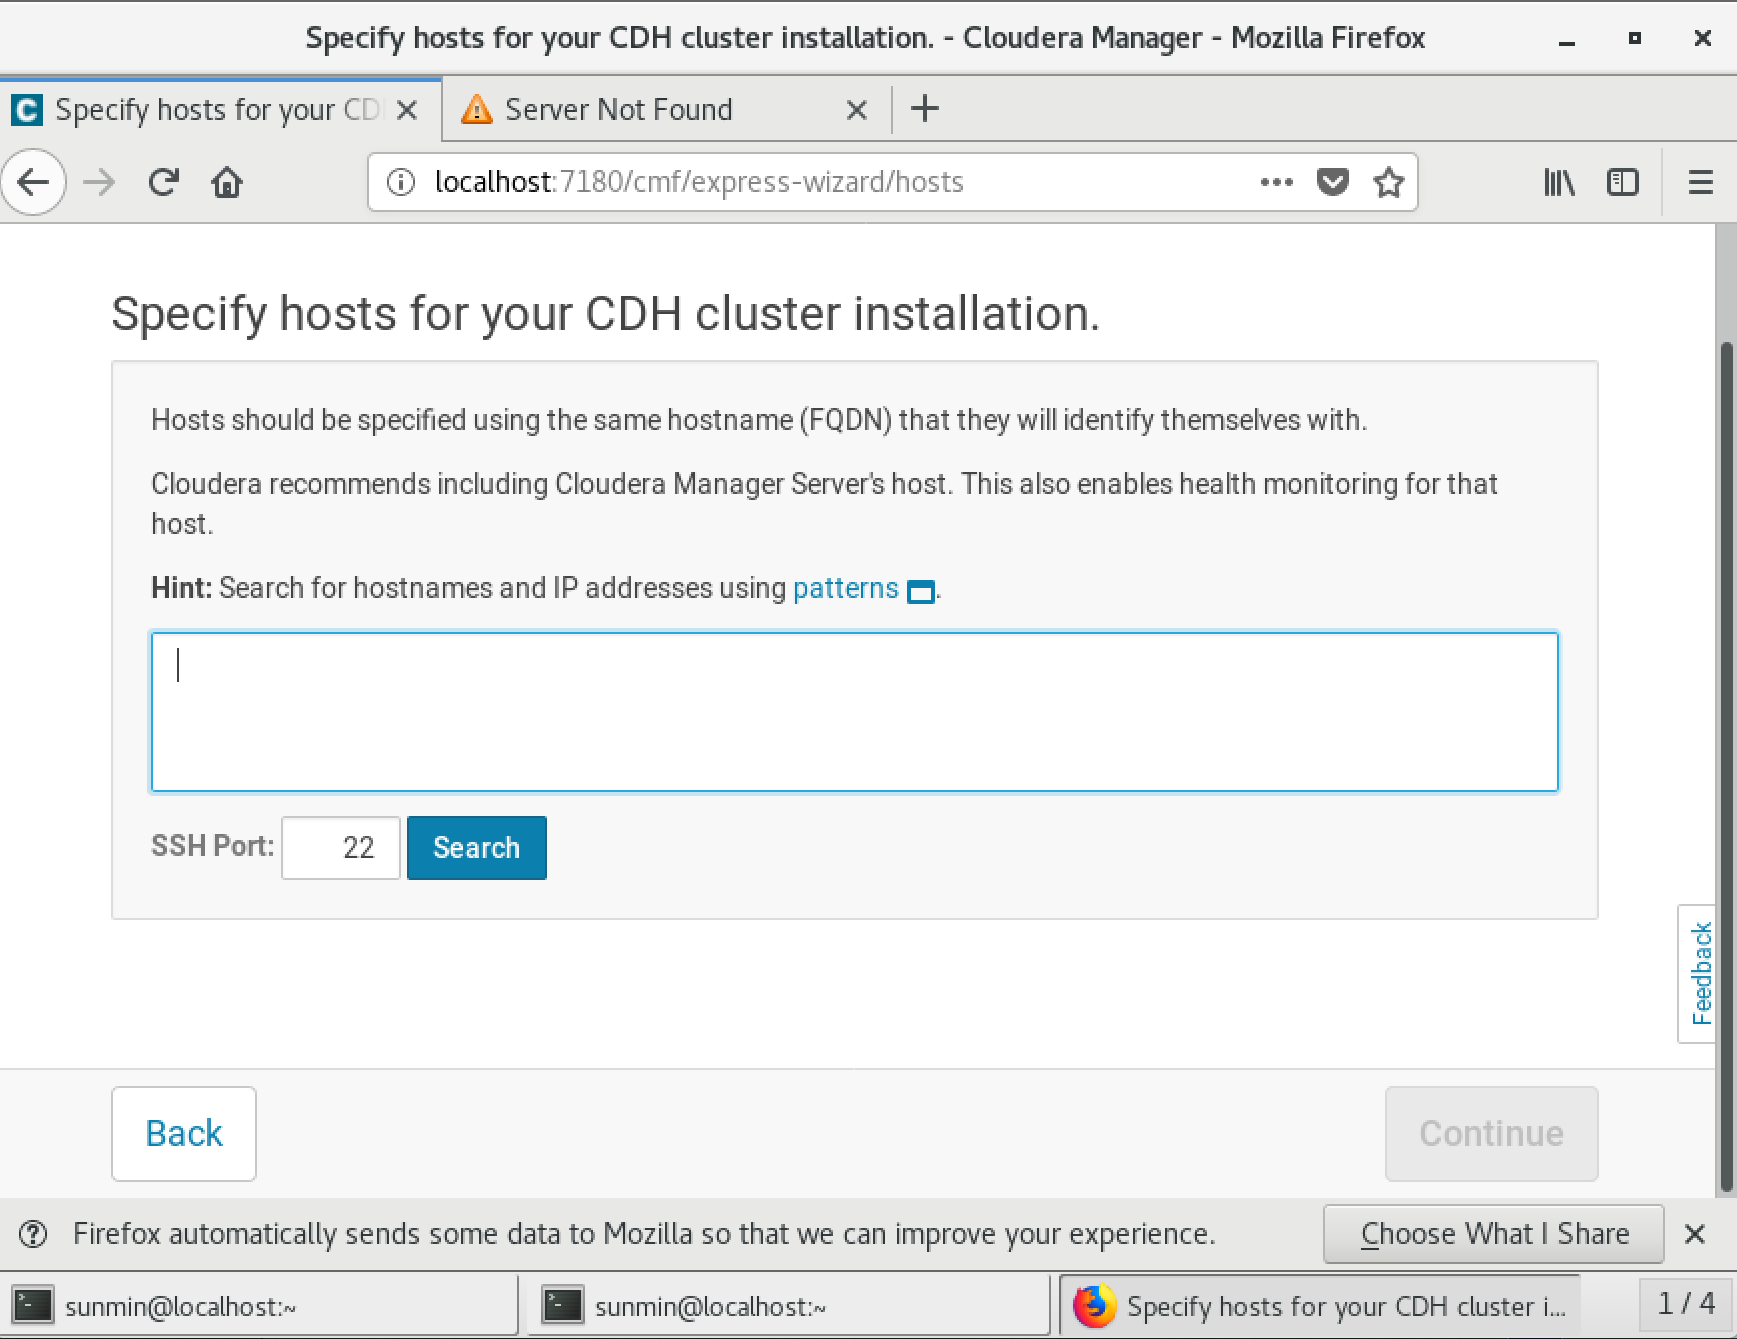 Specify hosts for your CDH cluster installation. - Cloudera Manager - Mozilla Firefox
C Specify hosts for your CD
Server Not Found
localhost:7180/cmf/express-wizard/hosts
Specify hosts for your CDH cluster installation.
Hosts should be specified using the same hostname (FQDN) that they will identify themselves with.
Cloudera recommends including Cloudera Manager Server's host. This also enables health monitoring for that
host.
Hint: Search for hostnames and IP addresses using patterns .
SSH Port: 22 Search
Feedback
Back
Continue
Firefox automatically sends some data to Mozilla so that we can improve your experience.
Choose What I Share
sunmin@localhost:~
sunmin@localhost:~
Specify hosts for your CDH cluster i...
1 / 4